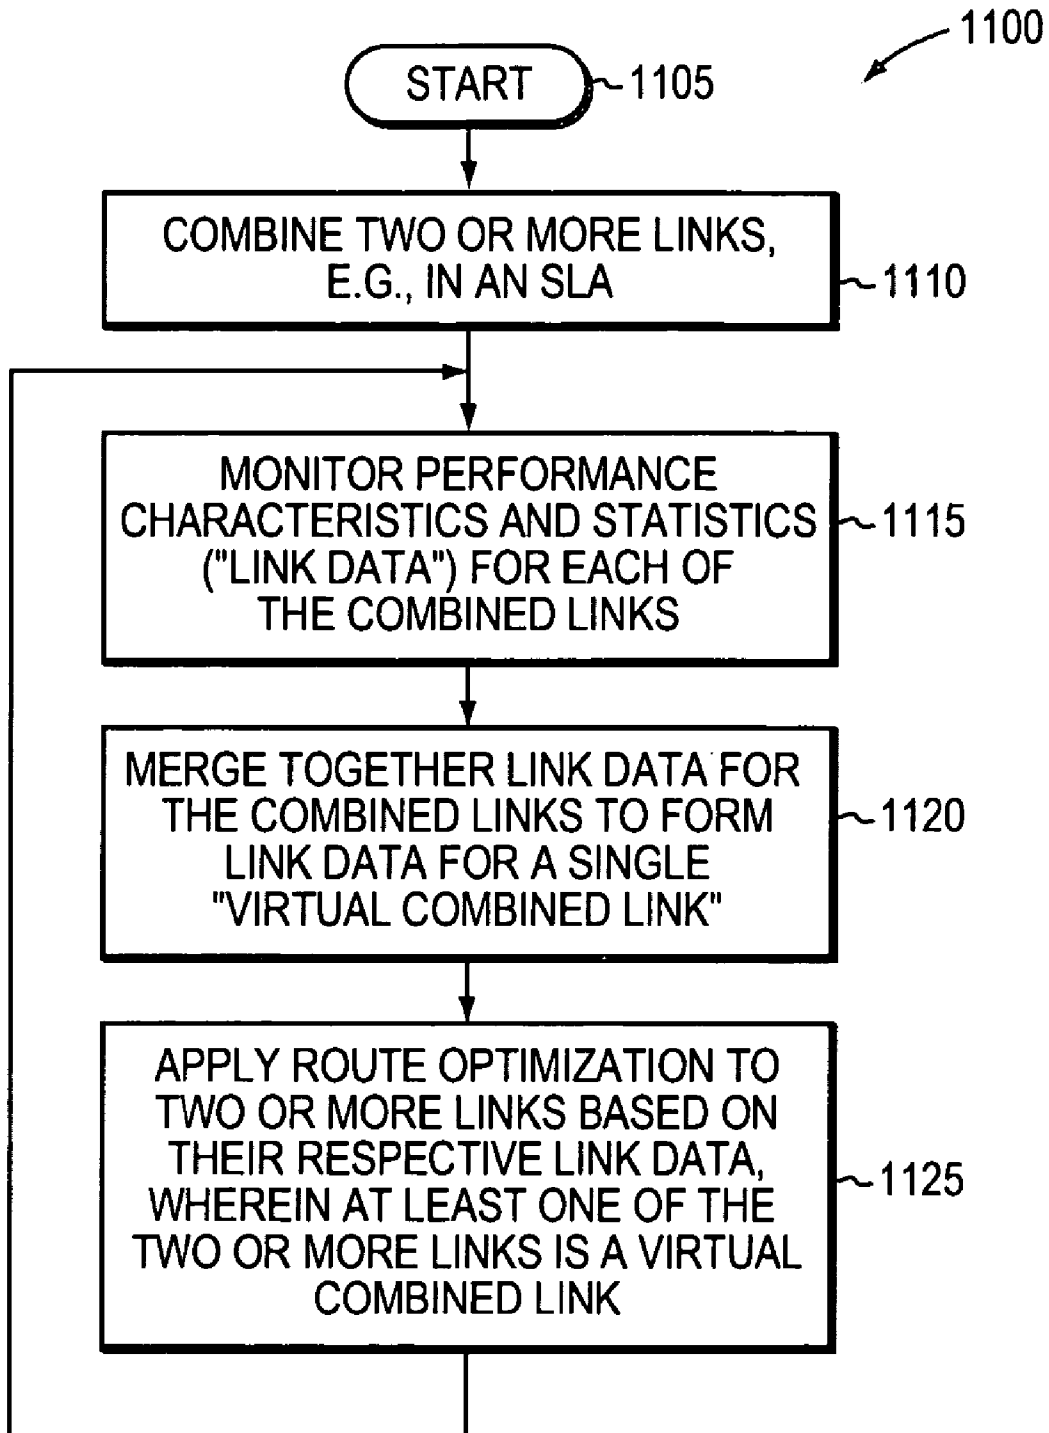 1100
START
1105
COMBINE TWO OR MORE LINKS,
E.G., IN AN SLA
1110
MONITOR PERFORMANCE
CHARACTERISTICS AND STATISTICS
("LINK DATA") FOR EACH OF
THE COMBINED LINKS
1115
MERGE TOGETHER LINK DATA FOR
THE COMBINED LINKS TO FORM
LINK DATA FOR A SINGLE
"VIRTUAL COMBINED LINK"
1120
APPLY ROUTE OPTIMIZATION TO
TWO OR MORE LINKS BASED ON
THEIR RESPECTIVE LINK DATA,
WHEREIN AT LEAST ONE OF THE
TWO OR MORE LINKS IS A VIRTUAL
COMBINED LINK
1125